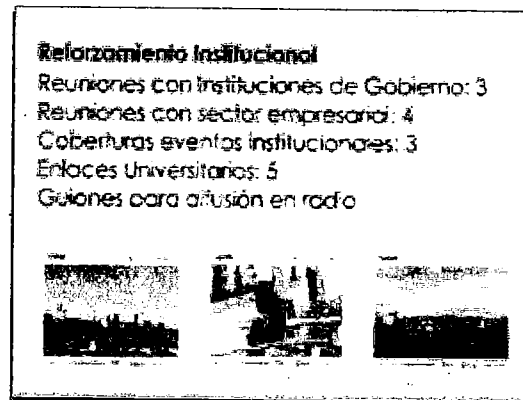 Reforzamiento Institucional
Reuniones con Instituciones de Gobierno: 3
Reuniones con sector empresarial: 4
Coberturas eventos institucionales: 3
Enlaces Universitarios: 5
Guiones para difusión en radio